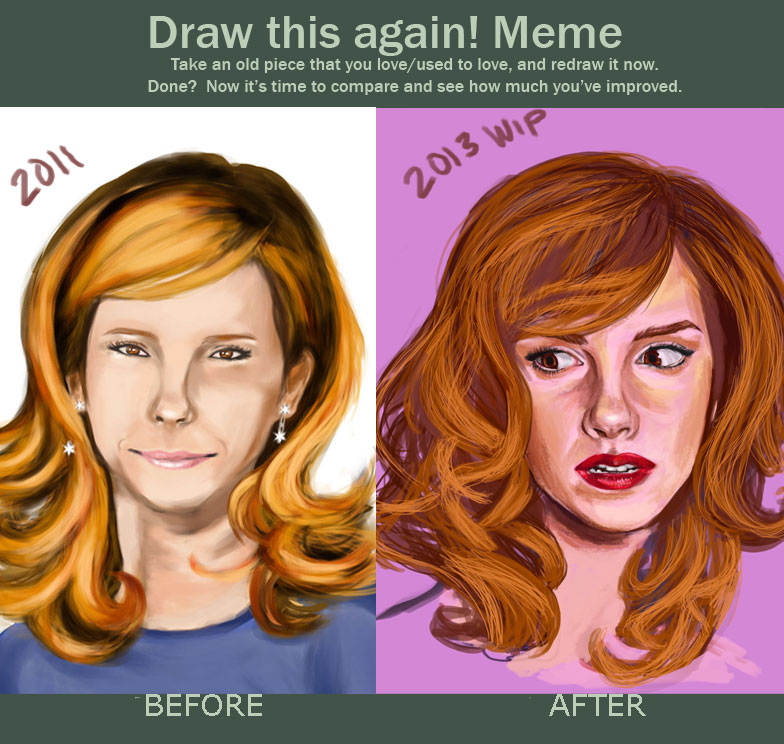 Draw this again! Meme
Take an old piece that you love/used to love, and redraw it now.
Done?  Now it's time to compare and see how much you've improved.
2011
2013 WIP
BEFORE
AFTER